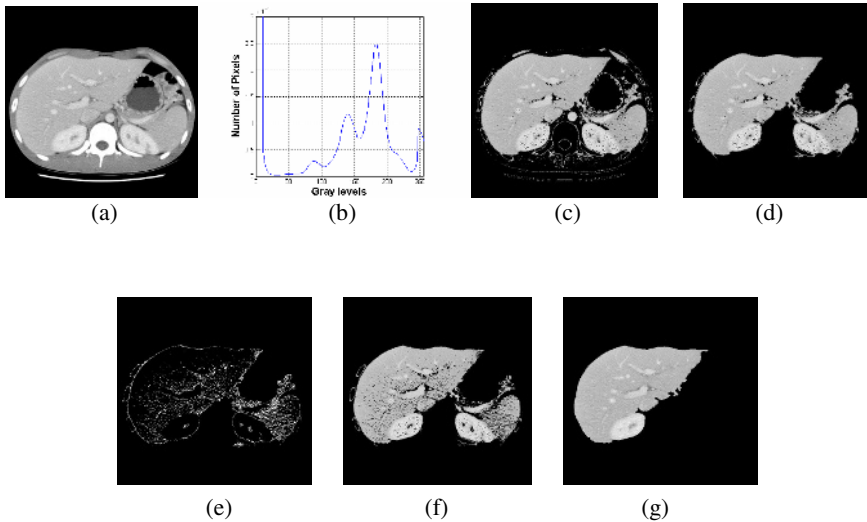 Number of Pixels
Gray levels
(a)
(b)
(c)
(d)
(e)
(f)
(g)